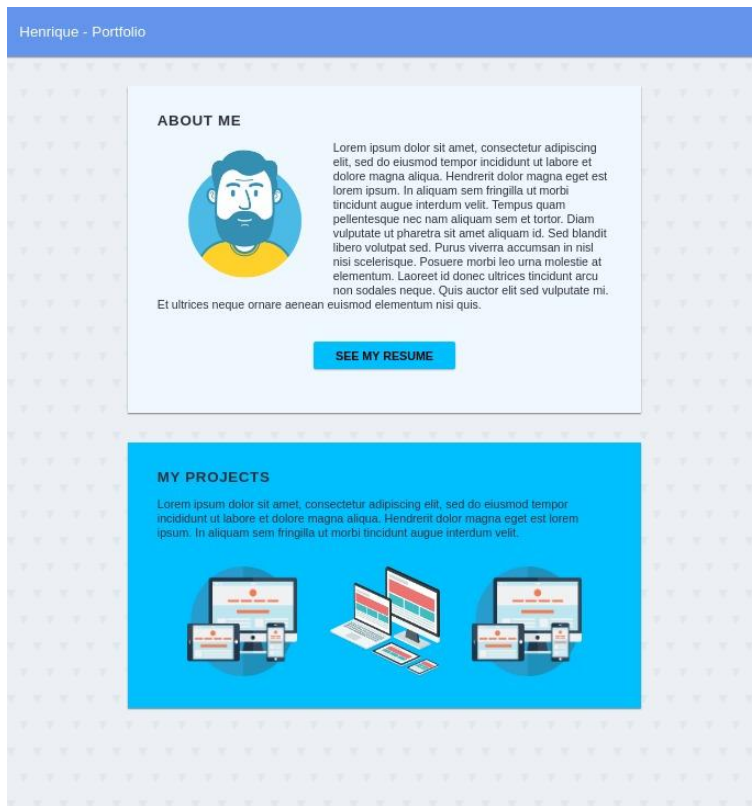 Henrique - Portfolio
ABOUT ME
Lorem ipsum dolor sit amet, consectetur adipiscing
elit, sed do eiusmod tempor incididunt ut labore et
dolore magna aliqua. Hendrerit dolor magna eget est
lorem ipsum. In aliquam sem fringilla ut morbi
tincidunt augue interdum velit. Tempus quam
pellentesque nec nam aliquam sem et tortor. Diam
vulputate ut pharetra sit amet aliquam id. Sed blandit
libero volutpat sed. Purus viverra accumsan in nisl
nisi scelerisque. Posuere morbi leo urna molestie at
elementum. Laoreet id donec ultrices tincidunt arcu
non sodales neque. Quis auctor elit sed vulputate mi.
Et ultrices neque ornare aenean euismod elementum nisi quis.
SEE MY RESUME
MY PROJECTS
Lorem ipsum dolor sit amet, consectetur adipiscing elit, sed do eiusmod tempor
incididunt ut labore et dolore magna aliqua. Hendrerit dolor magna eget est lorem
ipsum. In aliquam sem fringilla ut morbi tincidunt augue interdum velit.